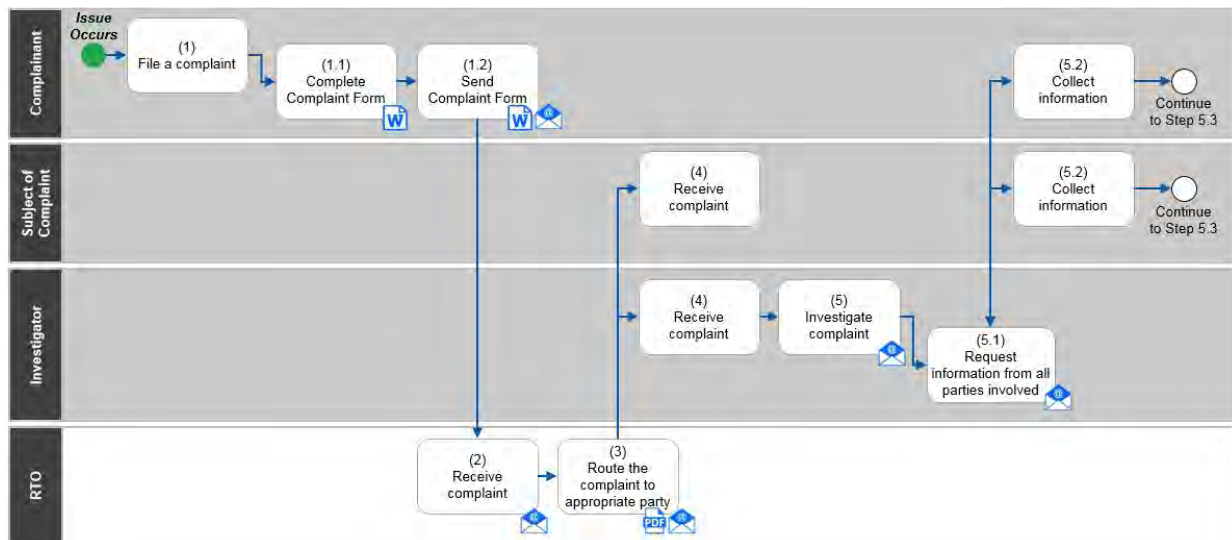 Complainant
Issue
Occurs
(1)
File a complaint
(1.1)
Complete
Complaint Form
W
(1.2)
Send
Complaint Form
W
@
(5.2)
Collect
information
Continue
to Step 5.3
Subject of
Complaint
(4)
Receive
complaint
(5.2)
Collect
information
Continue
to Step 5.3
Investigator
(4)
Receive
complaint
(5)
Investigate
complaint
@
(5.1)
Request
information from all
parties involved
@
RTO
(2)
Receive
complaint
@
(3)
Route the
complaint to
appropriate party
PDF
@